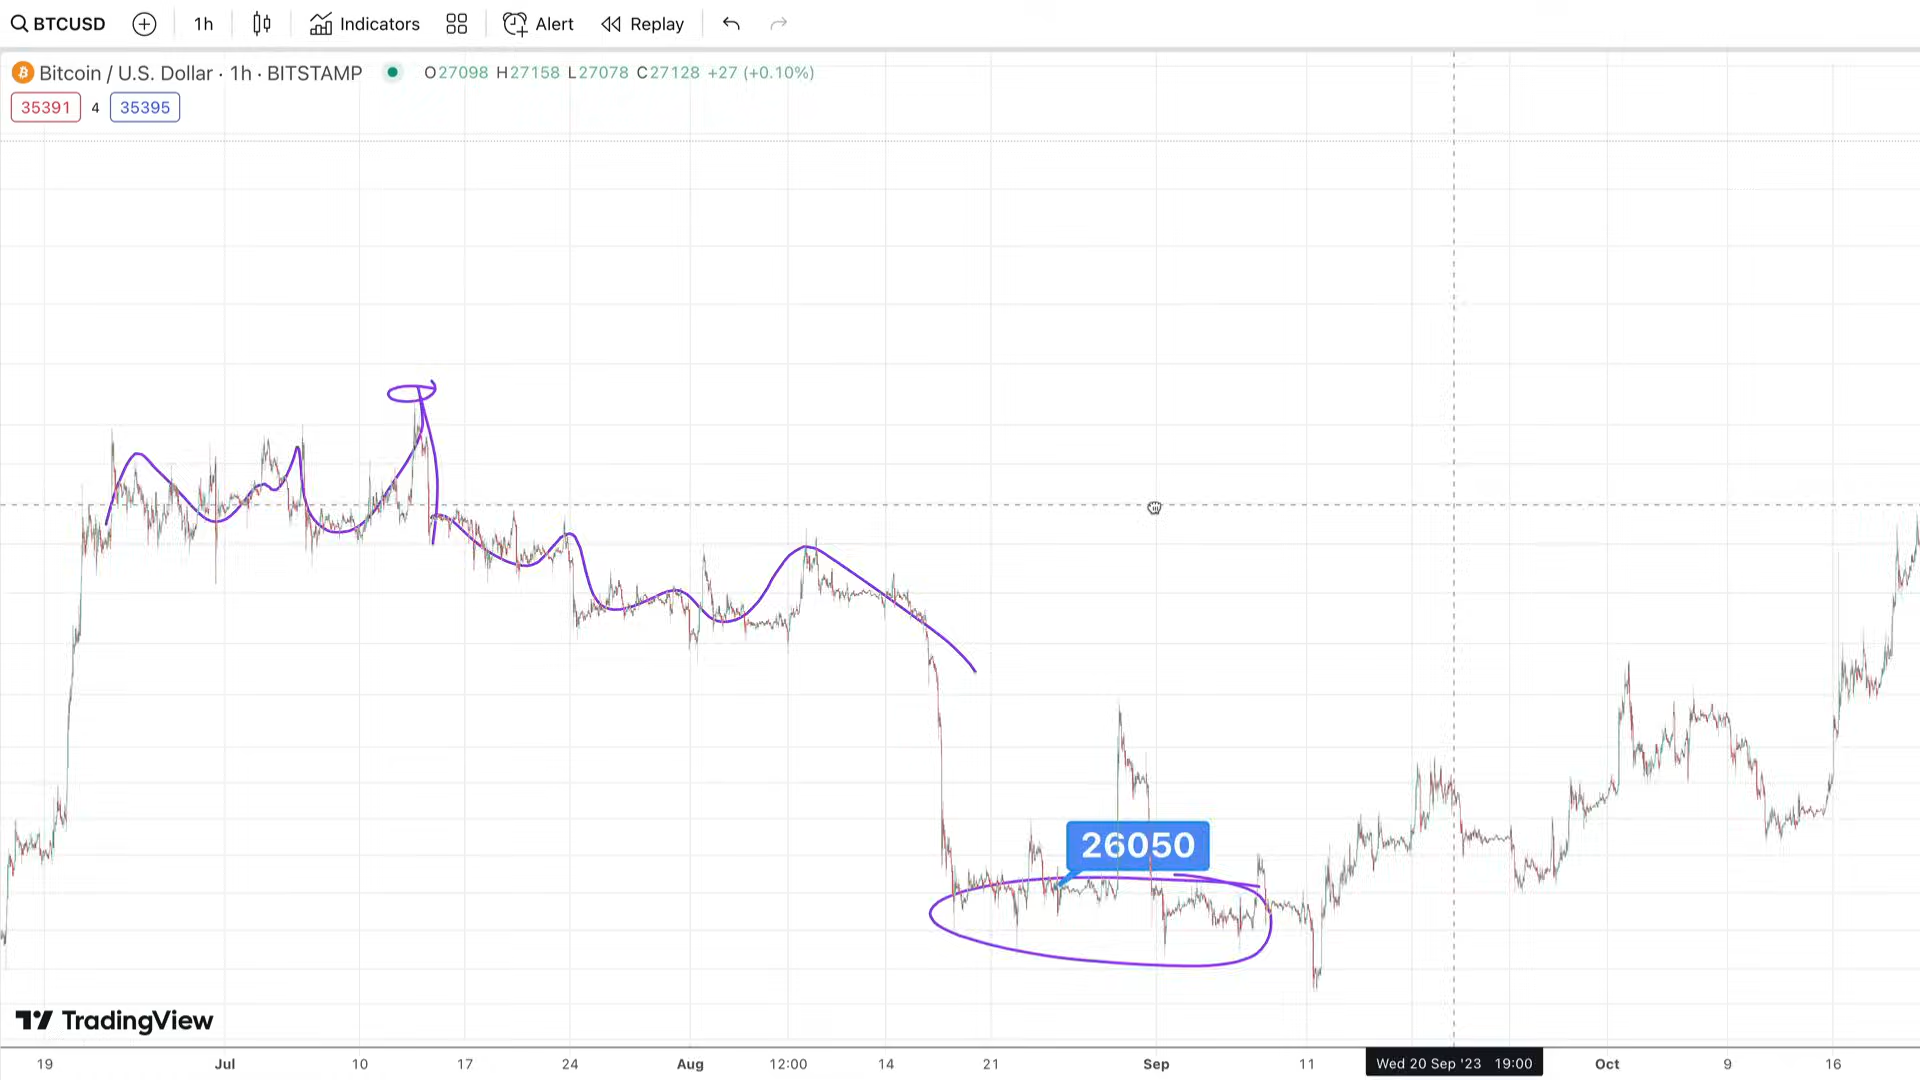 BTCUSD 1h Indicators Alert Replay
Bitcoin / U.S. Dollar · 1h · BITSTAMP O27098 H27158 L27078 C27128 +27 (+0.10%)
35391 4 35395
26050
TradingView
19 Jul 10 17 24 Aug 12:00 14 21 Sep 11 Wed 20 Sep '23 19:00 Oct 9 16